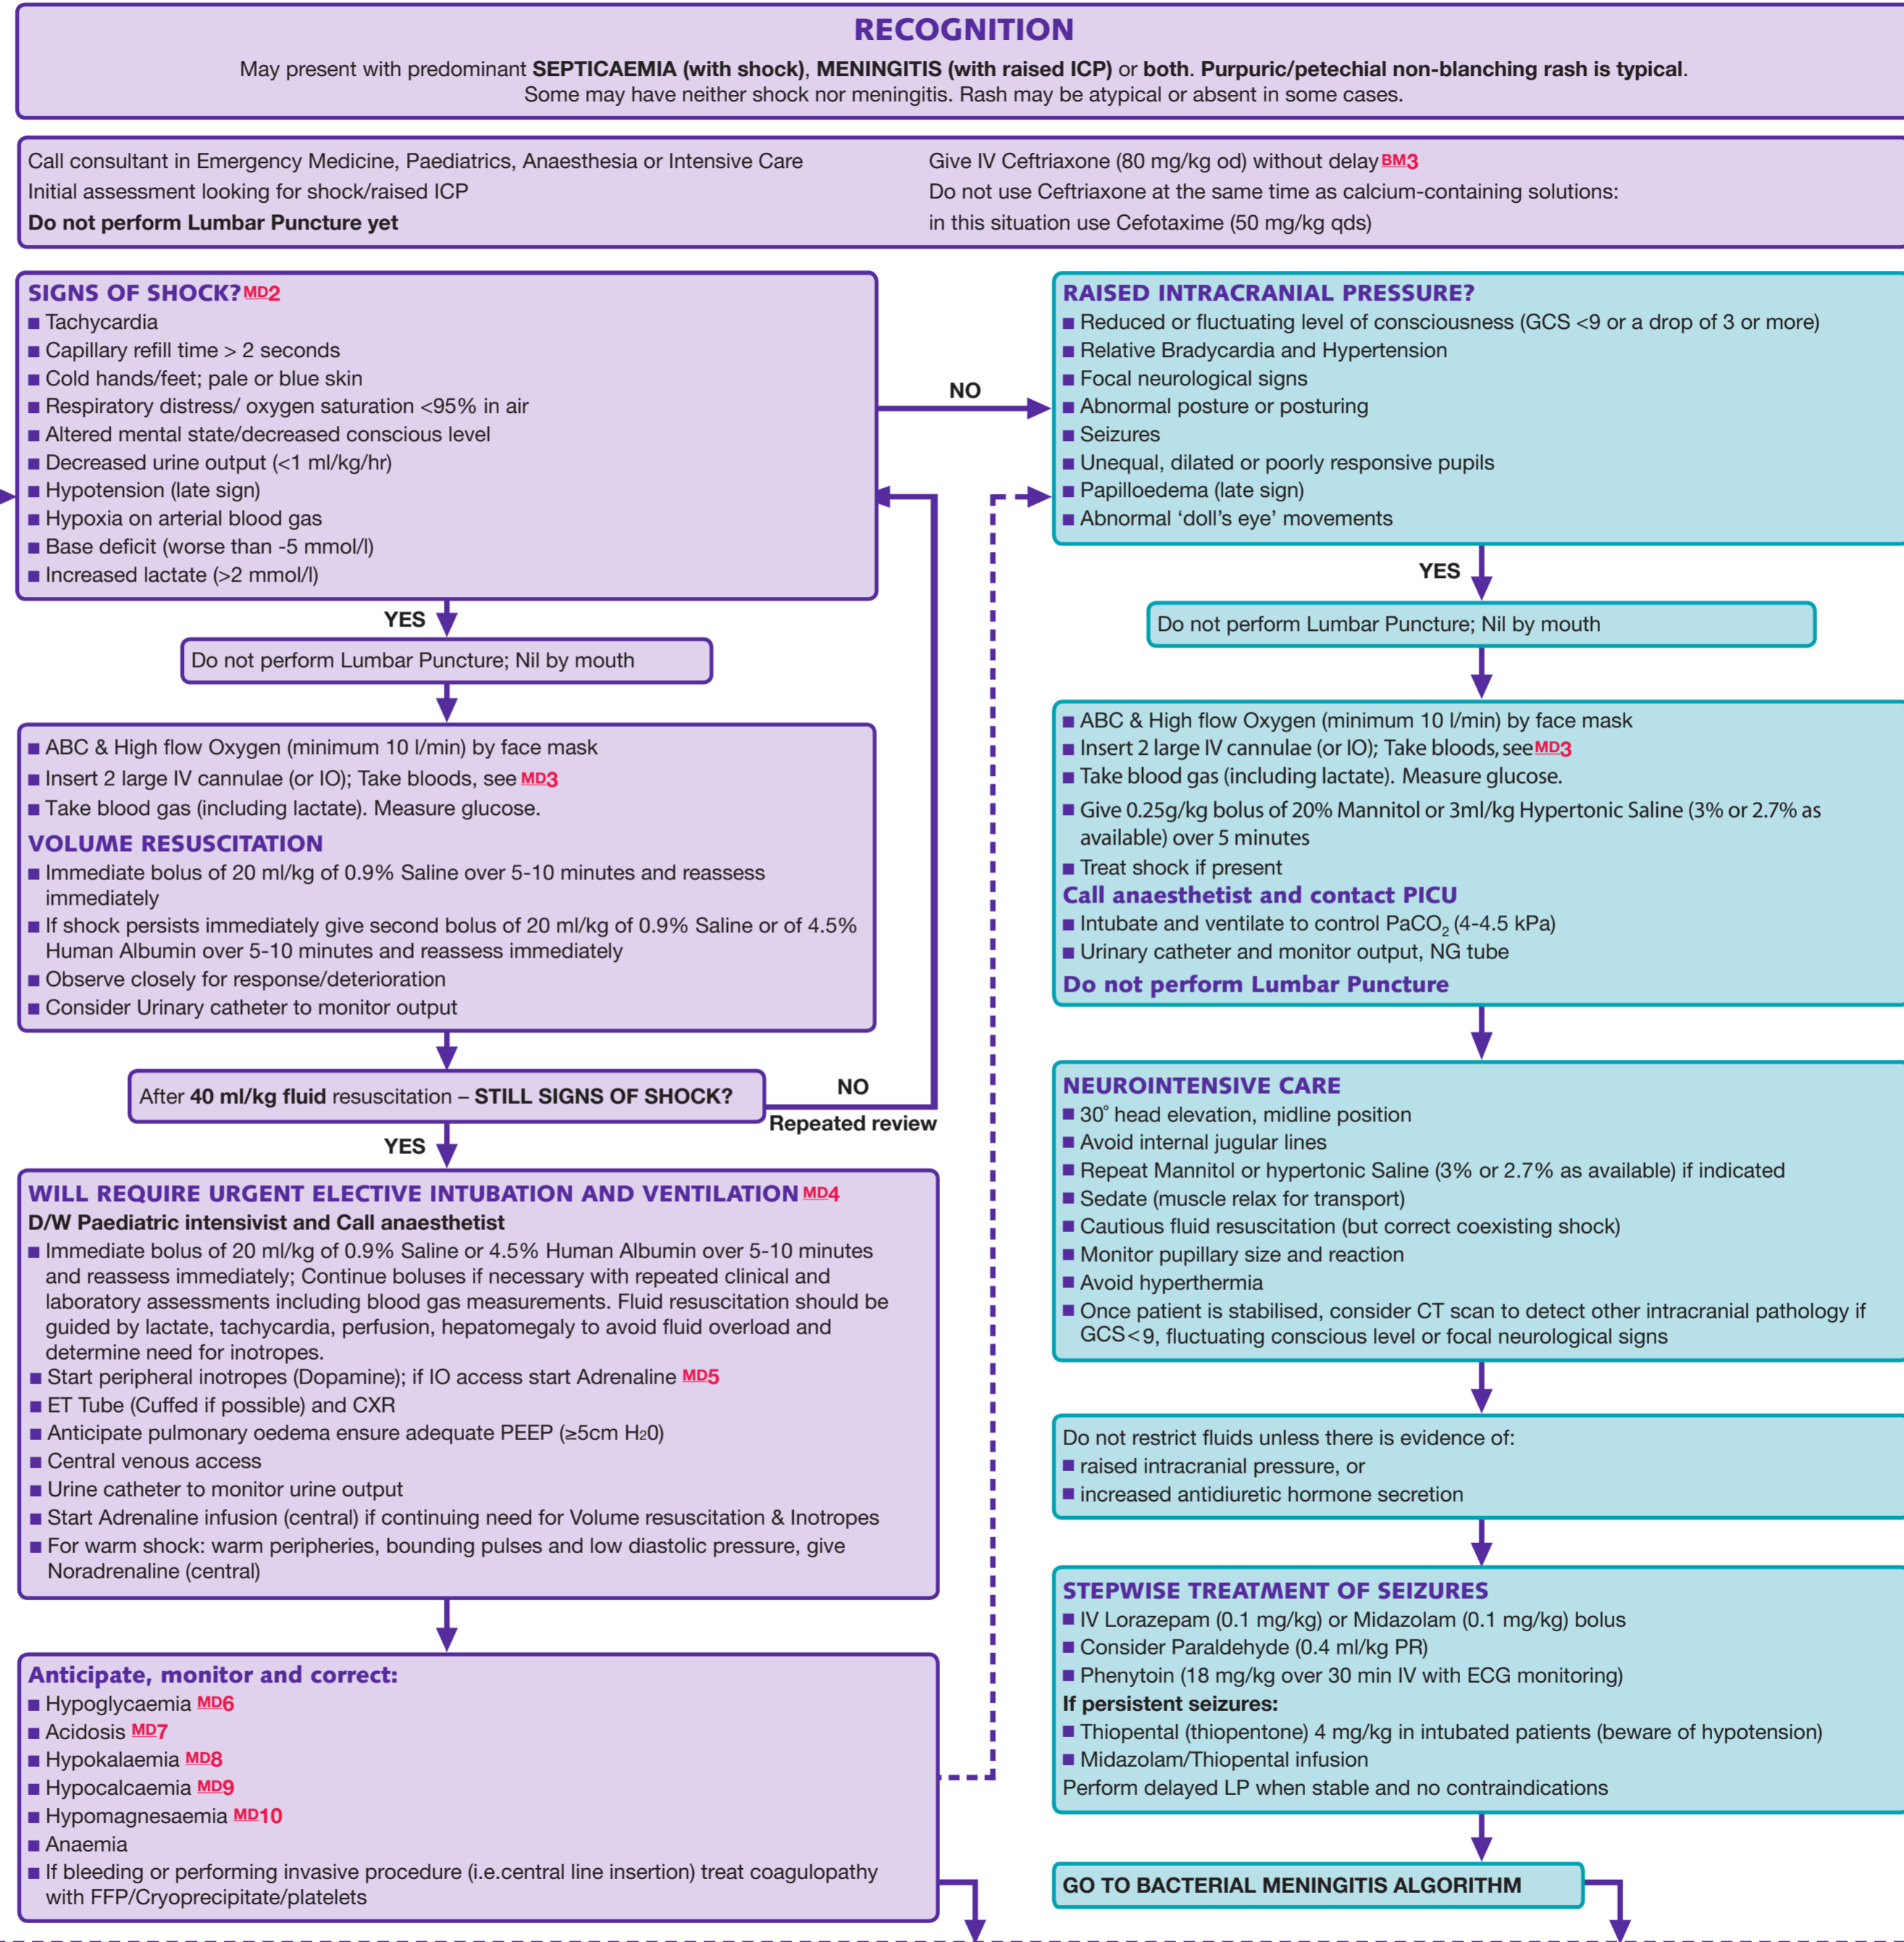 RECOGNITION
May present with predominant SEPTICAEMIA (with shock), MENINGITIS (with raised ICP) or both. Purpuric/petechial non-blanching rash is typical.
Some may have neither shock nor meningitis. Rash may be atypical or absent in some cases.
Call consultant in Emergency Medicine, Paediatrics, Anaesthesia or Intensive Care
Initial assessment looking for shock/raised ICP
Do not perform Lumbar Puncture yet
Give IV Ceftriaxone (80 mg/kg od) without delay BM3
Do not use Ceftriaxone at the same time as calcium-containing solutions:
in this situation use Cefotaxime (50 mg/kg qds)
SIGNS OF SHOCK? MD2
■ Tachycardia
■ Capillary refill time > 2 seconds
■ Cold hands/feet; pale or blue skin
■ Respiratory distress/ oxygen saturation <95% in air
■ Altered mental state/decreased conscious level
■ Decreased urine output (<1 ml/kg/hr)
■ Hypotension (late sign)
■ Hypoxia on arterial blood gas
■ Base deficit (worse than -5 mmol/l)
■ Increased lactate (>2 mmol/l)
NO
YES
Do not perform Lumbar Puncture; Nil by mouth
■ ABC & High flow Oxygen (minimum 10 l/min) by face mask
■ Insert 2 large IV cannulae (or IO); Take bloods, see MD3
■ Take blood gas (including lactate). Measure glucose.
VOLUME RESUSCITATION
■ Immediate bolus of 20 ml/kg of 0.9% Saline over 5-10 minutes and reassess
immediately
■ If shock persists immediately give second bolus of 20 ml/kg of 0.9% Saline or of 4.5%
Human Albumin over 5-10 minutes and reassess immediately
■ Observe closely for response/deterioration
■ Consider Urinary catheter to monitor output
After 40 ml/kg fluid resuscitation – STILL SIGNS OF SHOCK?
NO
Repeated review
YES
WILL REQUIRE URGENT ELECTIVE INTUBATION AND VENTILATION MD4
D/W Paediatric intensivist and Call anaesthetist
■ Immediate bolus of 20 ml/kg of 0.9% Saline or 4.5% Human Albumin over 5-10 minutes
and reassess immediately; Continue boluses if necessary with repeated clinical and
laboratory assessments including blood gas measurements. Fluid resuscitation should be
guided by lactate, tachycardia, perfusion, hepatomegaly to avoid fluid overload and
determine need for inotropes.
■ Start peripheral inotropes (Dopamine); if IO access start Adrenaline MD5
■ ET Tube (Cuffed if possible) and CXR
■ Anticipate pulmonary oedema ensure adequate PEEP (≥5cm H20)
■ Central venous access
■ Urine catheter to monitor urine output
■ Start Adrenaline infusion (central) if continuing need for Volume resuscitation & Inotropes
■ For warm shock: warm peripheries, bounding pulses and low diastolic pressure, give
Noradrenaline (central)
Anticipate, monitor and correct:
■ Hypoglycaemia MD6
■ Acidosis MD7
■ Hypokalaemia MD8
■ Hypocalcaemia MD9
■ Hypomagnesaemia MD10
■ Anaemia
■ If bleeding or performing invasive procedure (i.e.central line insertion) treat coagulopathy
with FFP/Cryoprecipitate/platelets
RAISED INTRACRANIAL PRESSURE?
■ Reduced or fluctuating level of consciousness (GCS <9 or a drop of 3 or more)
■ Relative Bradycardia and Hypertension
■ Focal neurological signs
■ Abnormal posture or posturing
■ Seizures
■ Unequal, dilated or poorly responsive pupils
■ Papilloedema (late sign)
■ Abnormal ‘doll’s eye’ movements
YES
Do not perform Lumbar Puncture; Nil by mouth
■ ABC & High flow Oxygen (minimum 10 l/min) by face mask
■ Insert 2 large IV cannulae (or IO); Take bloods, see MD3
■ Take blood gas (including lactate). Measure glucose.
■ Give 0.25g/kg bolus of 20% Mannitol or 3ml/kg Hypertonic Saline (3% or 2.7% as
available) over 5 minutes
■ Treat shock if present
Call anaesthetist and contact PICU
■ Intubate and ventilate to control PaCO₂ (4-4.5 kPa)
■ Urinary catheter and monitor output, NG tube
Do not perform Lumbar Puncture
NEUROINTENSIVE CARE
■ 30˚ head elevation, midline position
■ Avoid internal jugular lines
■ Repeat Mannitol or hypertonic Saline (3% or 2.7% as available) if indicated
■ Sedate (muscle relax for transport)
■ Cautious fluid resuscitation (but correct coexisting shock)
■ Monitor pupillary size and reaction
■ Avoid hyperthermia
■ Once patient is stabilised, consider CT scan to detect other intracranial pathology if
GCS<9, fluctuating conscious level or focal neurological signs
Do not restrict fluids unless there is evidence of:
■ raised intracranial pressure, or
■ increased antidiuretic hormone secretion
STEPWISE TREATMENT OF SEIZURES
■ IV Lorazepam (0.1 mg/kg) or Midazolam (0.1 mg/kg) bolus
■ Consider Paraldehyde (0.4 ml/kg PR)
■ Phenytoin (18 mg/kg over 30 min IV with ECG monitoring)
If persistent seizures:
■ Thiopental (thiopentone) 4 mg/kg in intubated patients (beware of hypotension)
■ Midazolam/Thiopental infusion
Perform delayed LP when stable and no contraindications
GO TO BACTERIAL MENINGITIS ALGORITHM